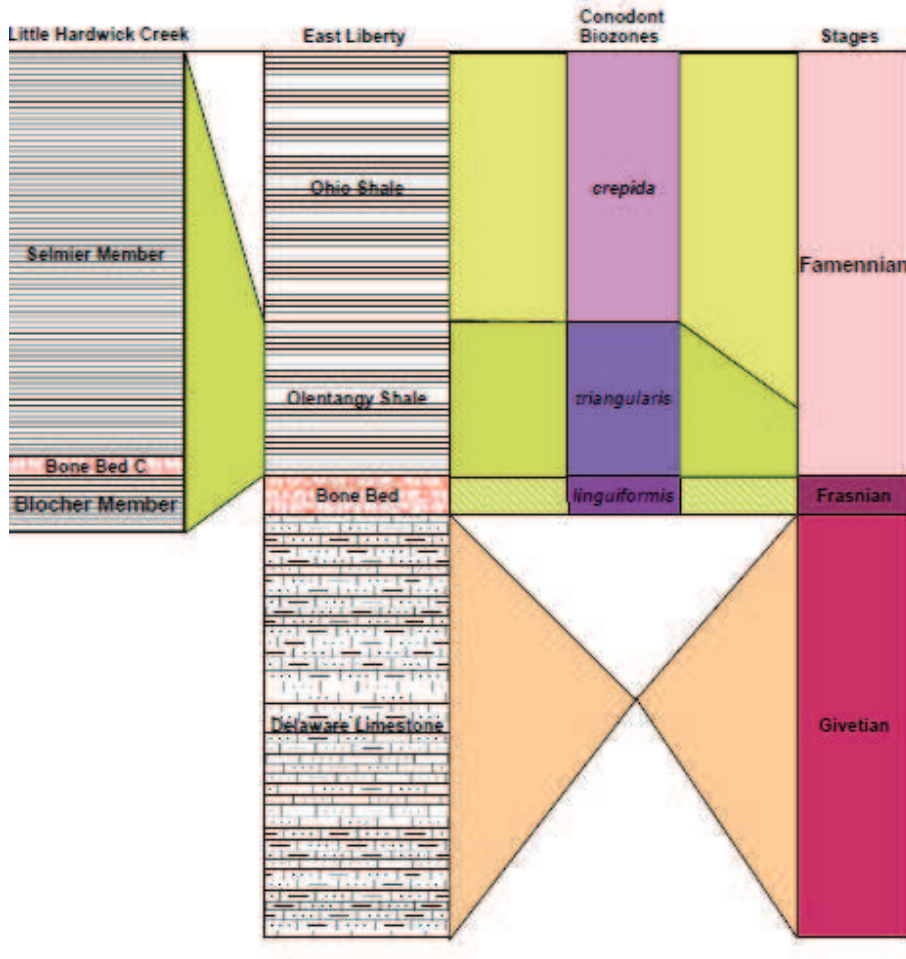 Little Hardwick Creek
East Liberty
Conodont
Biozones
Stages
Ohio Shale
crepida
Selmier Member
Famennian
Olentangy Shale
triangularis
Bone Bed C
Bone Bed
linguiformis
Frasnian
Blocher Member
Delaware Limestone
Givetian